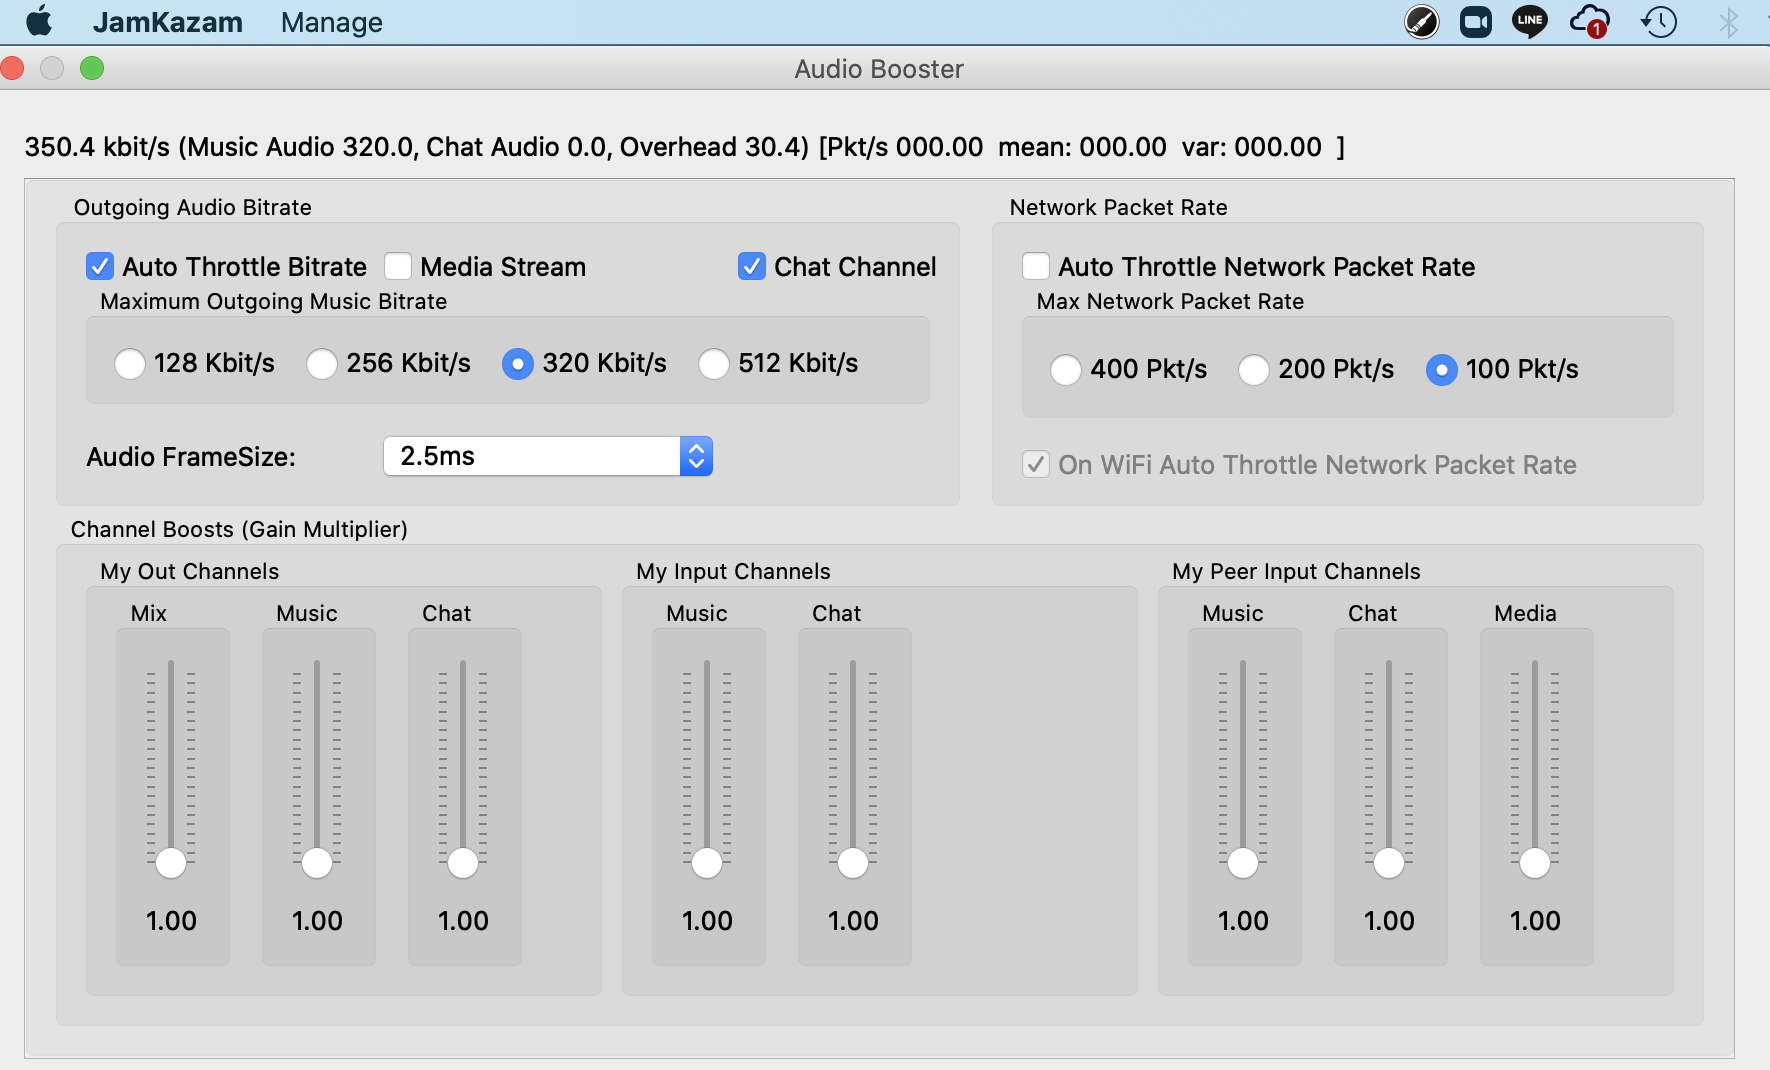 JamKazam Manage LINE 1
Audio Booster
350.4 kbit/s (Music Audio 320.0, Chat Audio 0.0, Overhead 30.4) [Pkt/s 000.00 mean: 000.00 var: 000.00 ]
Outgoing Audio Bitrate
Auto Throttle Bitrate Media Stream Chat Channel
Maximum Outgoing Music Bitrate
128 Kbit/s 256 Kbit/s 320 Kbit/s 512 Kbit/s
Audio FrameSize: 2.5ms
Network Packet Rate
Auto Throttle Network Packet Rate
Max Network Packet Rate
400 Pkt/s 200 Pkt/s 100 Pkt/s
On WiFi Auto Throttle Network Packet Rate
Channel Boosts (Gain Multiplier)
My Out Channels
Mix Music Chat
1.00 1.00 1.00
My Input Channels
Music Chat
1.00 1.00
My Peer Input Channels
Music Chat Media
1.00 1.00 1.00